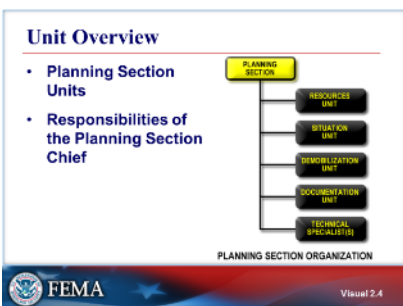 Unit Overview
• Planning Section
Units
• Responsibilities of
the Planning Section
Chief
PLANNING
SECTION
RESOURCES
UNIT
SITUATION
UNIT
DEMOBILIZATION
UNIT
DOCUMENTATION
UNIT
TECHNICAL
SPECIALIST(S)
PLANNING SECTION ORGANIZATION
FEMA
Visual 2.4